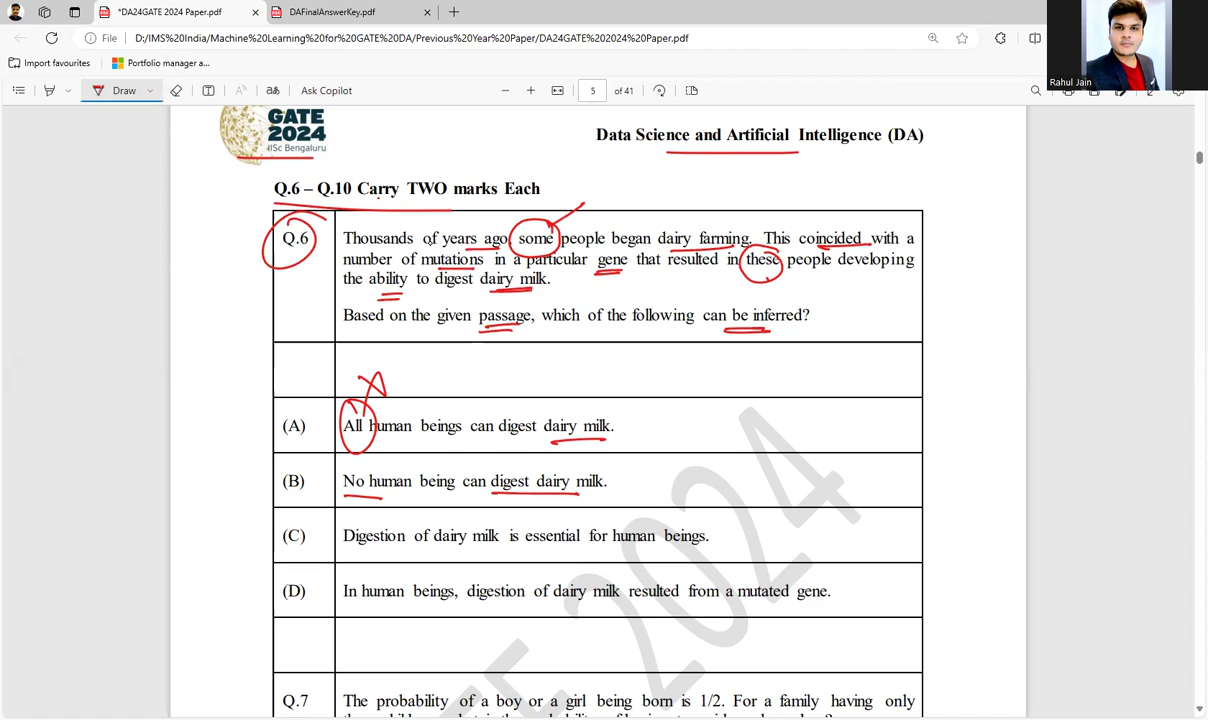 *DA24GATE 2024 Paper.pdf
DAFinalAnswerKey.pdf
File
D:/IMS%20India/Machine%20Learning%20for%20GATE%20DA/Previous%20Year%20Paper/DA24GATE%202024%20Paper.pdf
Import favourites
Portfolio manager a...
Rahul Jain
Draw
Ask Copilot
5
of 41
GATE
2024
IISc Bengaluru
Data Science and Artificial Intelligence (DA)
Q.6 – Q.10 Carry TWO marks Each
Q.6
Thousands of years ago, some people began dairy farming. This coincided with a
number of mutations in a particular gene that resulted in these people developing
the ability to digest dairy milk.
Based on the given passage, which of the following can be inferred?
(A)
All human beings can digest dairy milk.
(B)
No human being can digest dairy milk.
(C)
Digestion of dairy milk is essential for human beings.
(D)
In human beings, digestion of dairy milk resulted from a mutated gene.
Q.7
The probability of a boy or a girl being born is 1/2. For a family having only
GATE 2024